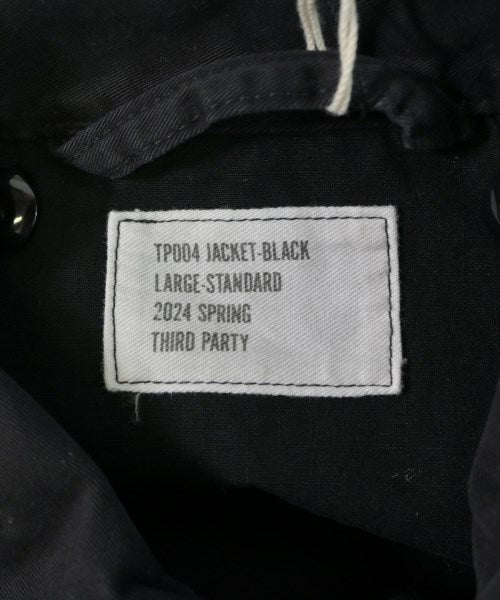 TP004 JACKET-BLACK
LARGE-STANDARD
2024 SPRING
THIRD PARTY